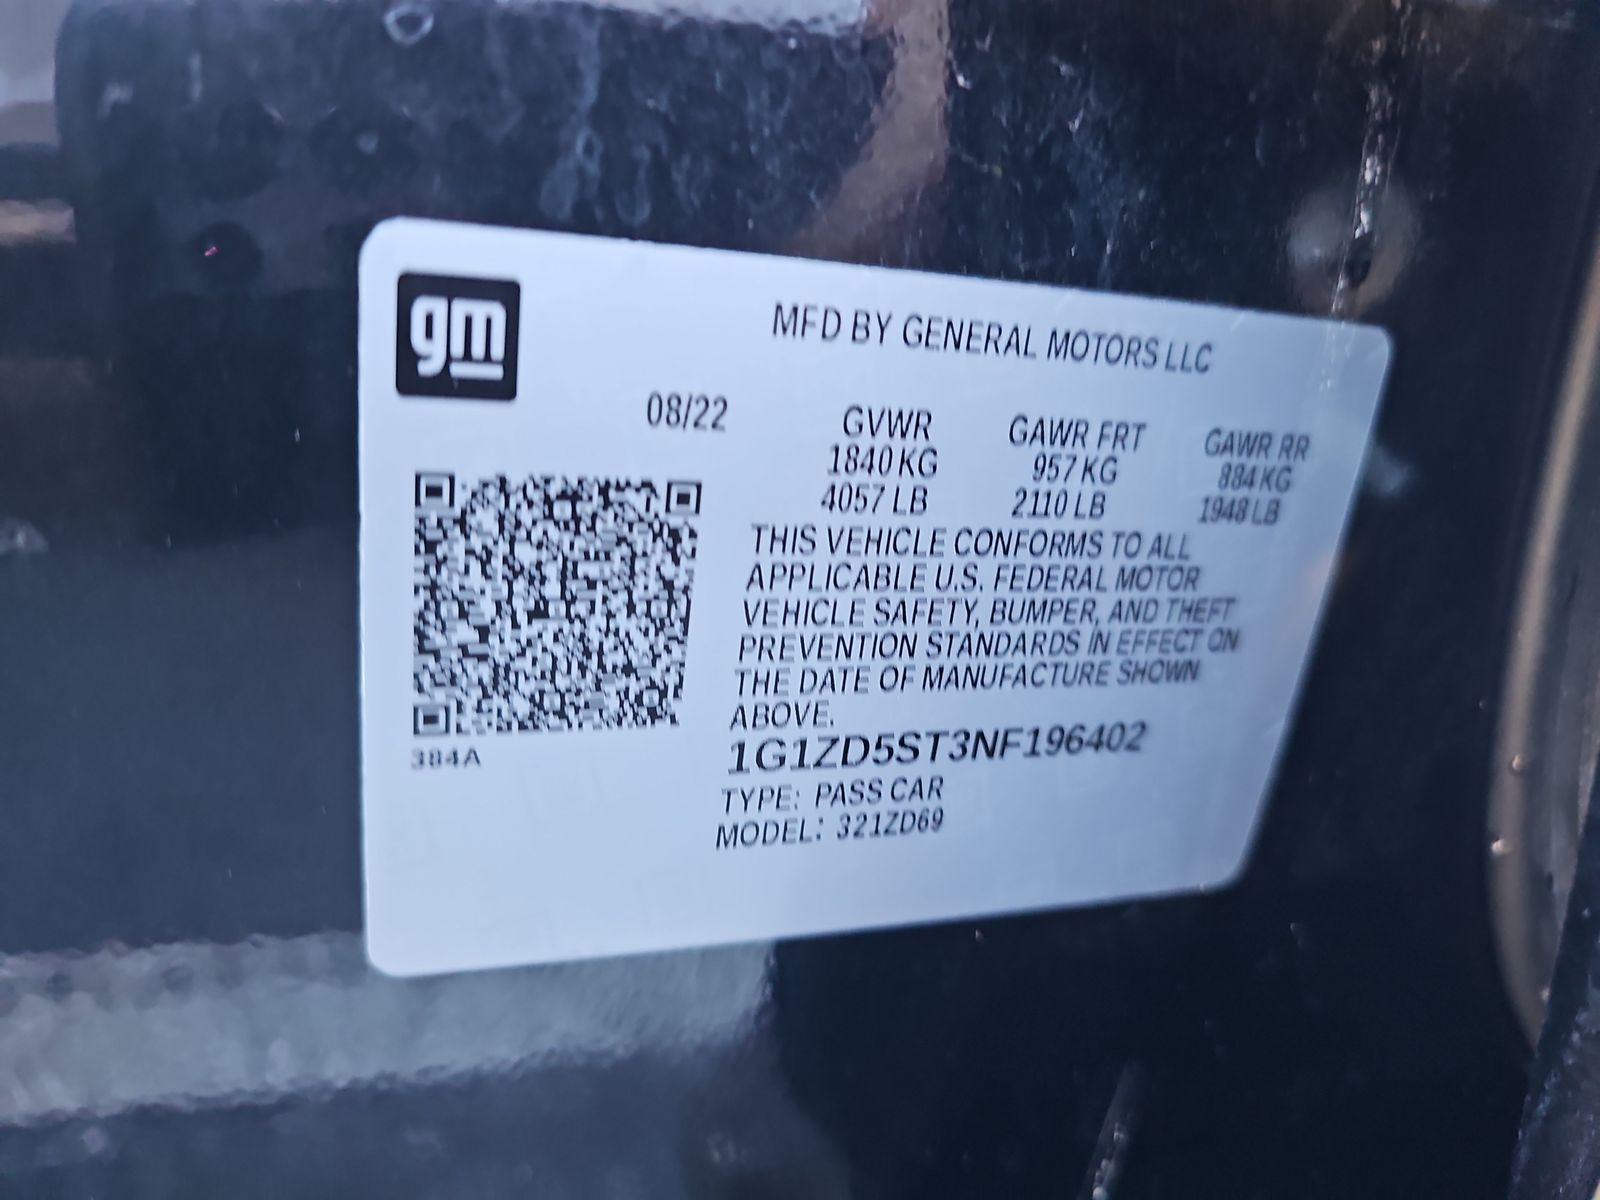 gm
MFD BY GENERAL MOTORS LLC
08/22
GVWR GAWR FRT GAWR RR
1840 KG 957 KG 884 KG
4057 LB 2110 LB 1948 LB
THIS VEHICLE CONFORMS TO ALL
APPLICABLE U.S. FEDERAL MOTOR
VEHICLE SAFETY, BUMPER, AND THEFT
PREVENTION STANDARDS IN EFFECT ON
THE DATE OF MANUFACTURE SHOWN
ABOVE.
384A
1G1ZD5ST3NF196402
TYPE: PASS CAR
MODEL: 321ZD69